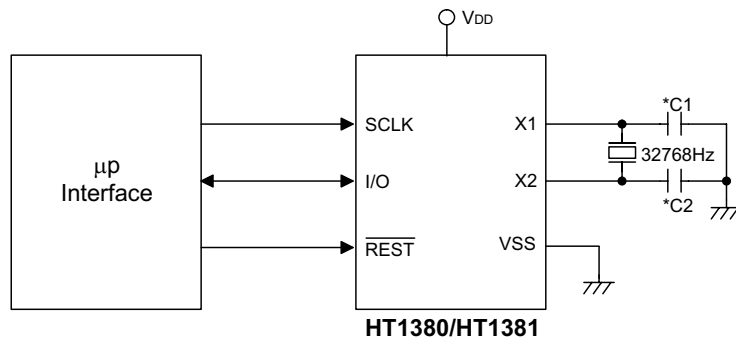 VDD
μp
Interface
SCLK
I/O
REST
X1
X2
VSS
*C1
32768Hz
*C2
HT1380/HT1381